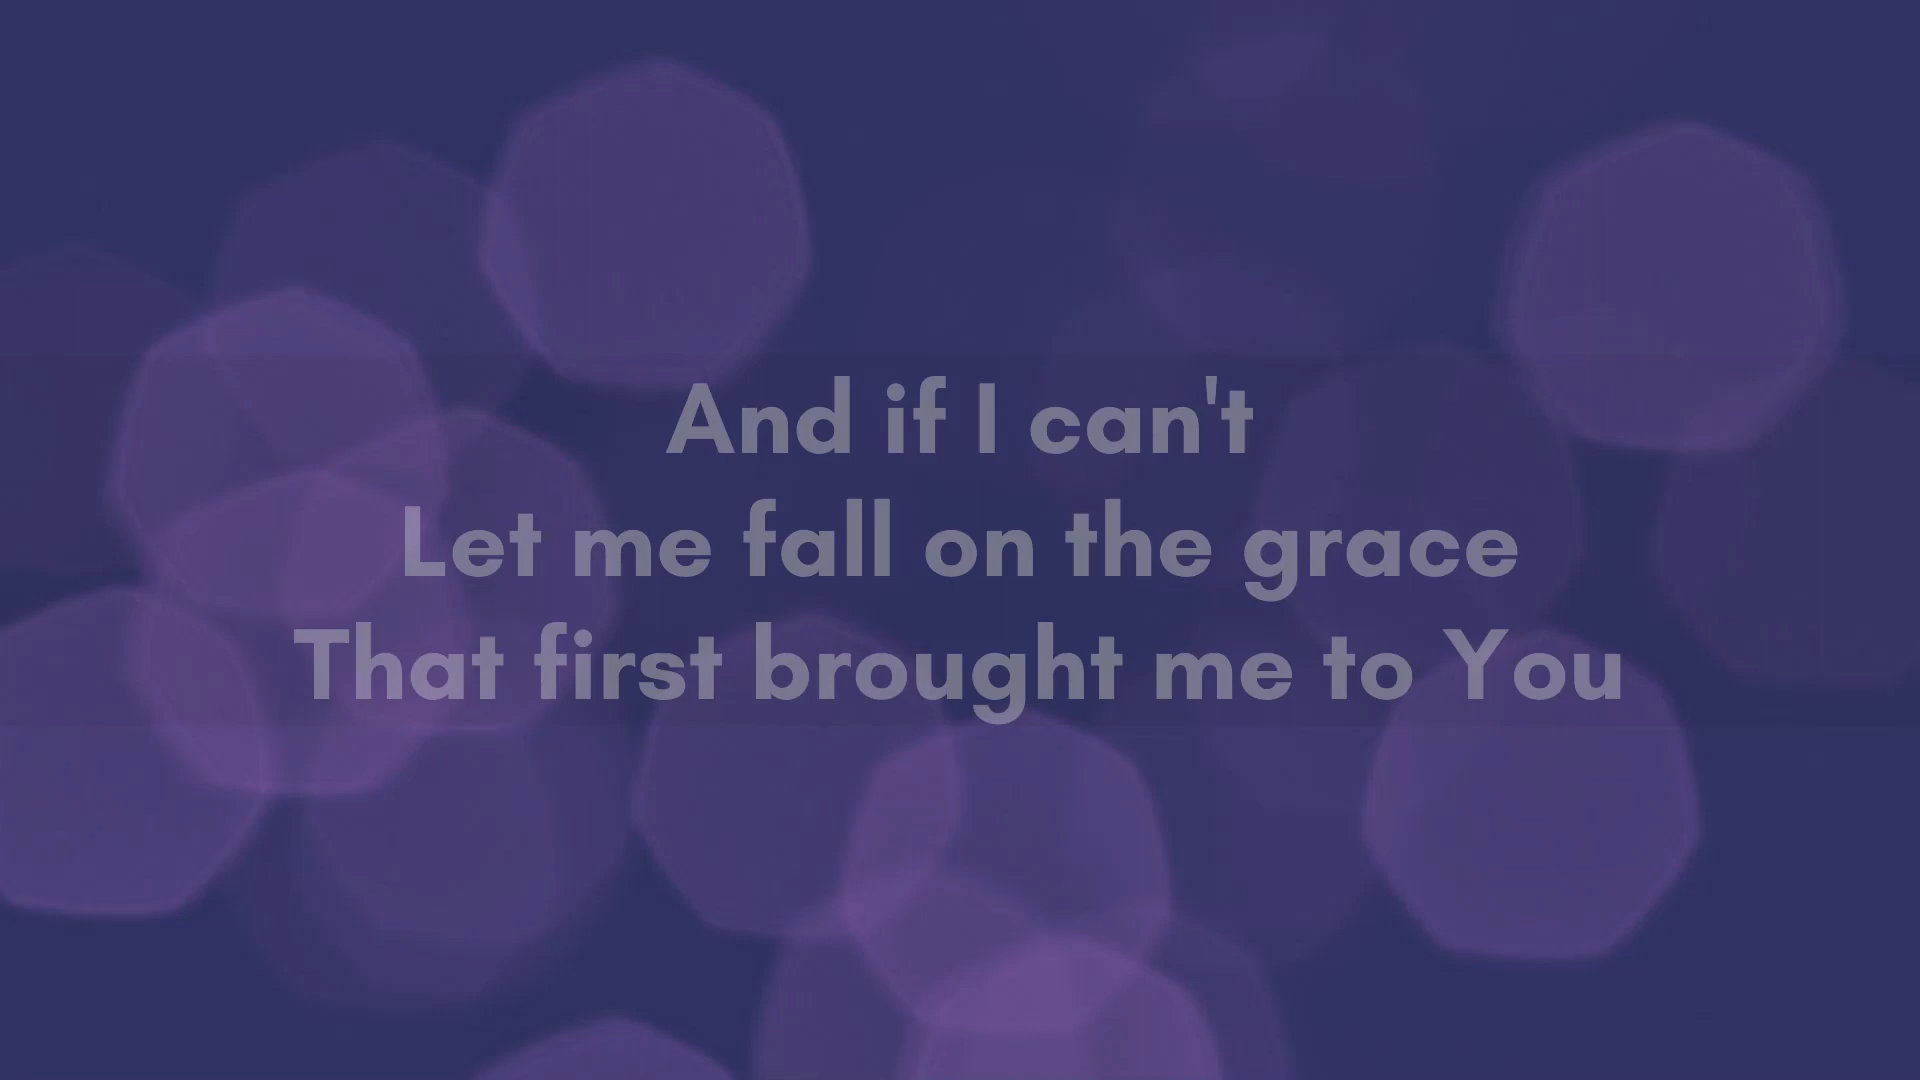 And if I can't
Let me fall on the grace
That first brought me to You